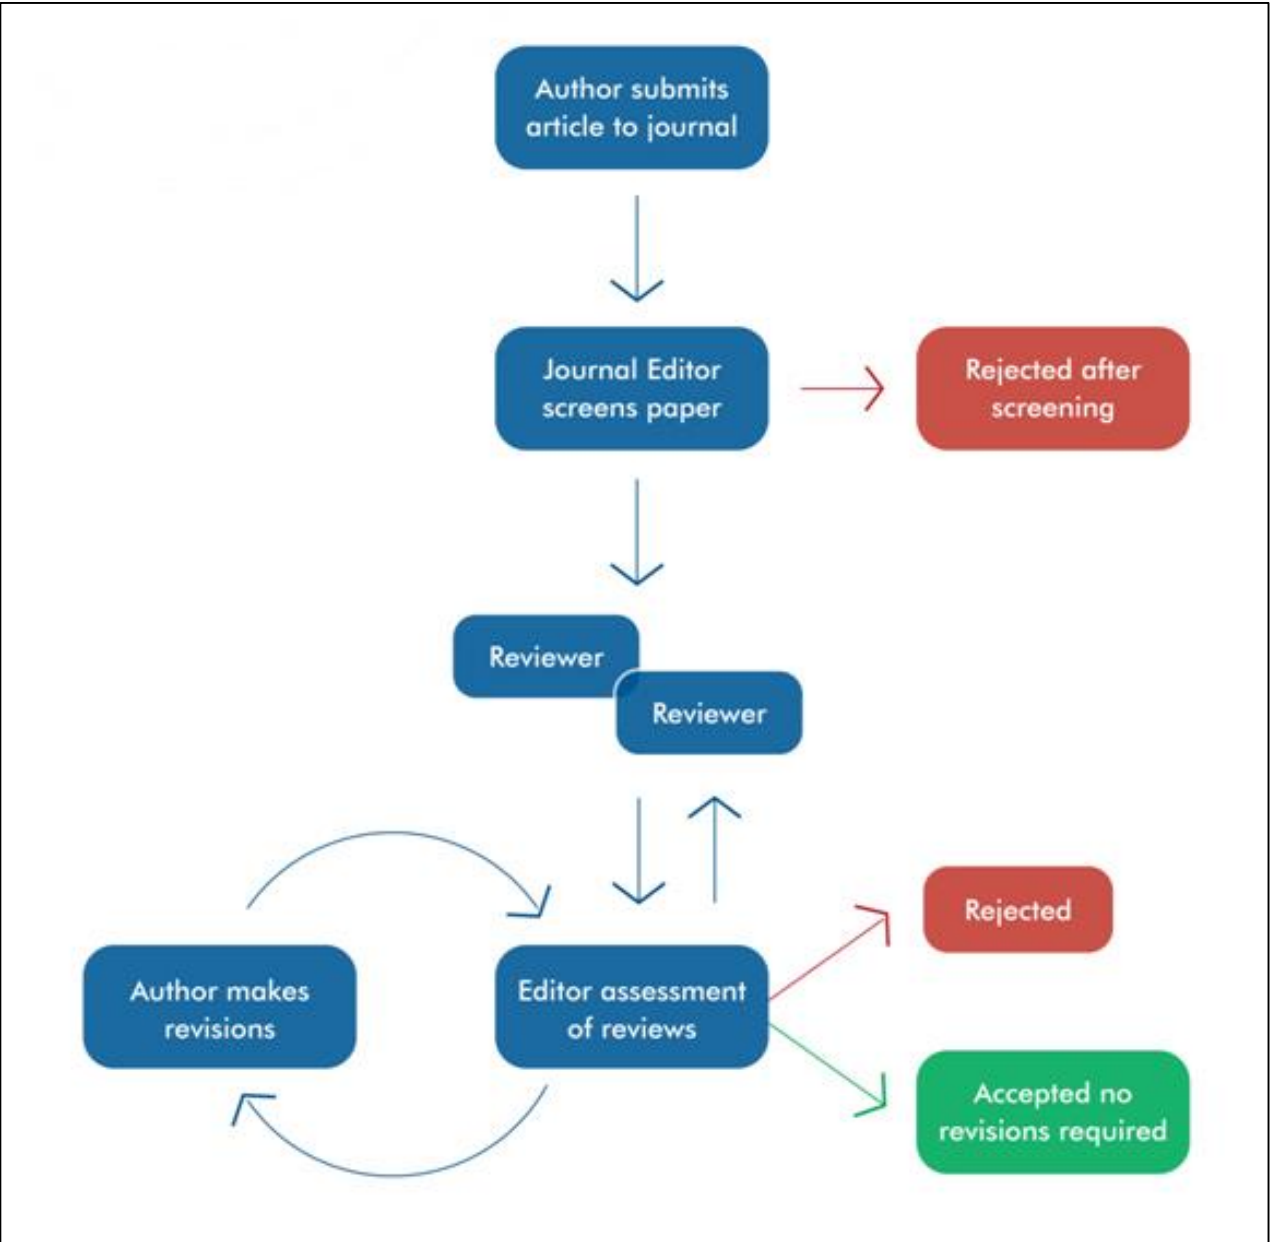 Author submits
article to journal
Journal Editor
screens paper
Rejected after
screening
Reviewer
Reviewer
Rejected
Author makes
revisions
Editor assessment
of reviews
Accepted no
revisions required